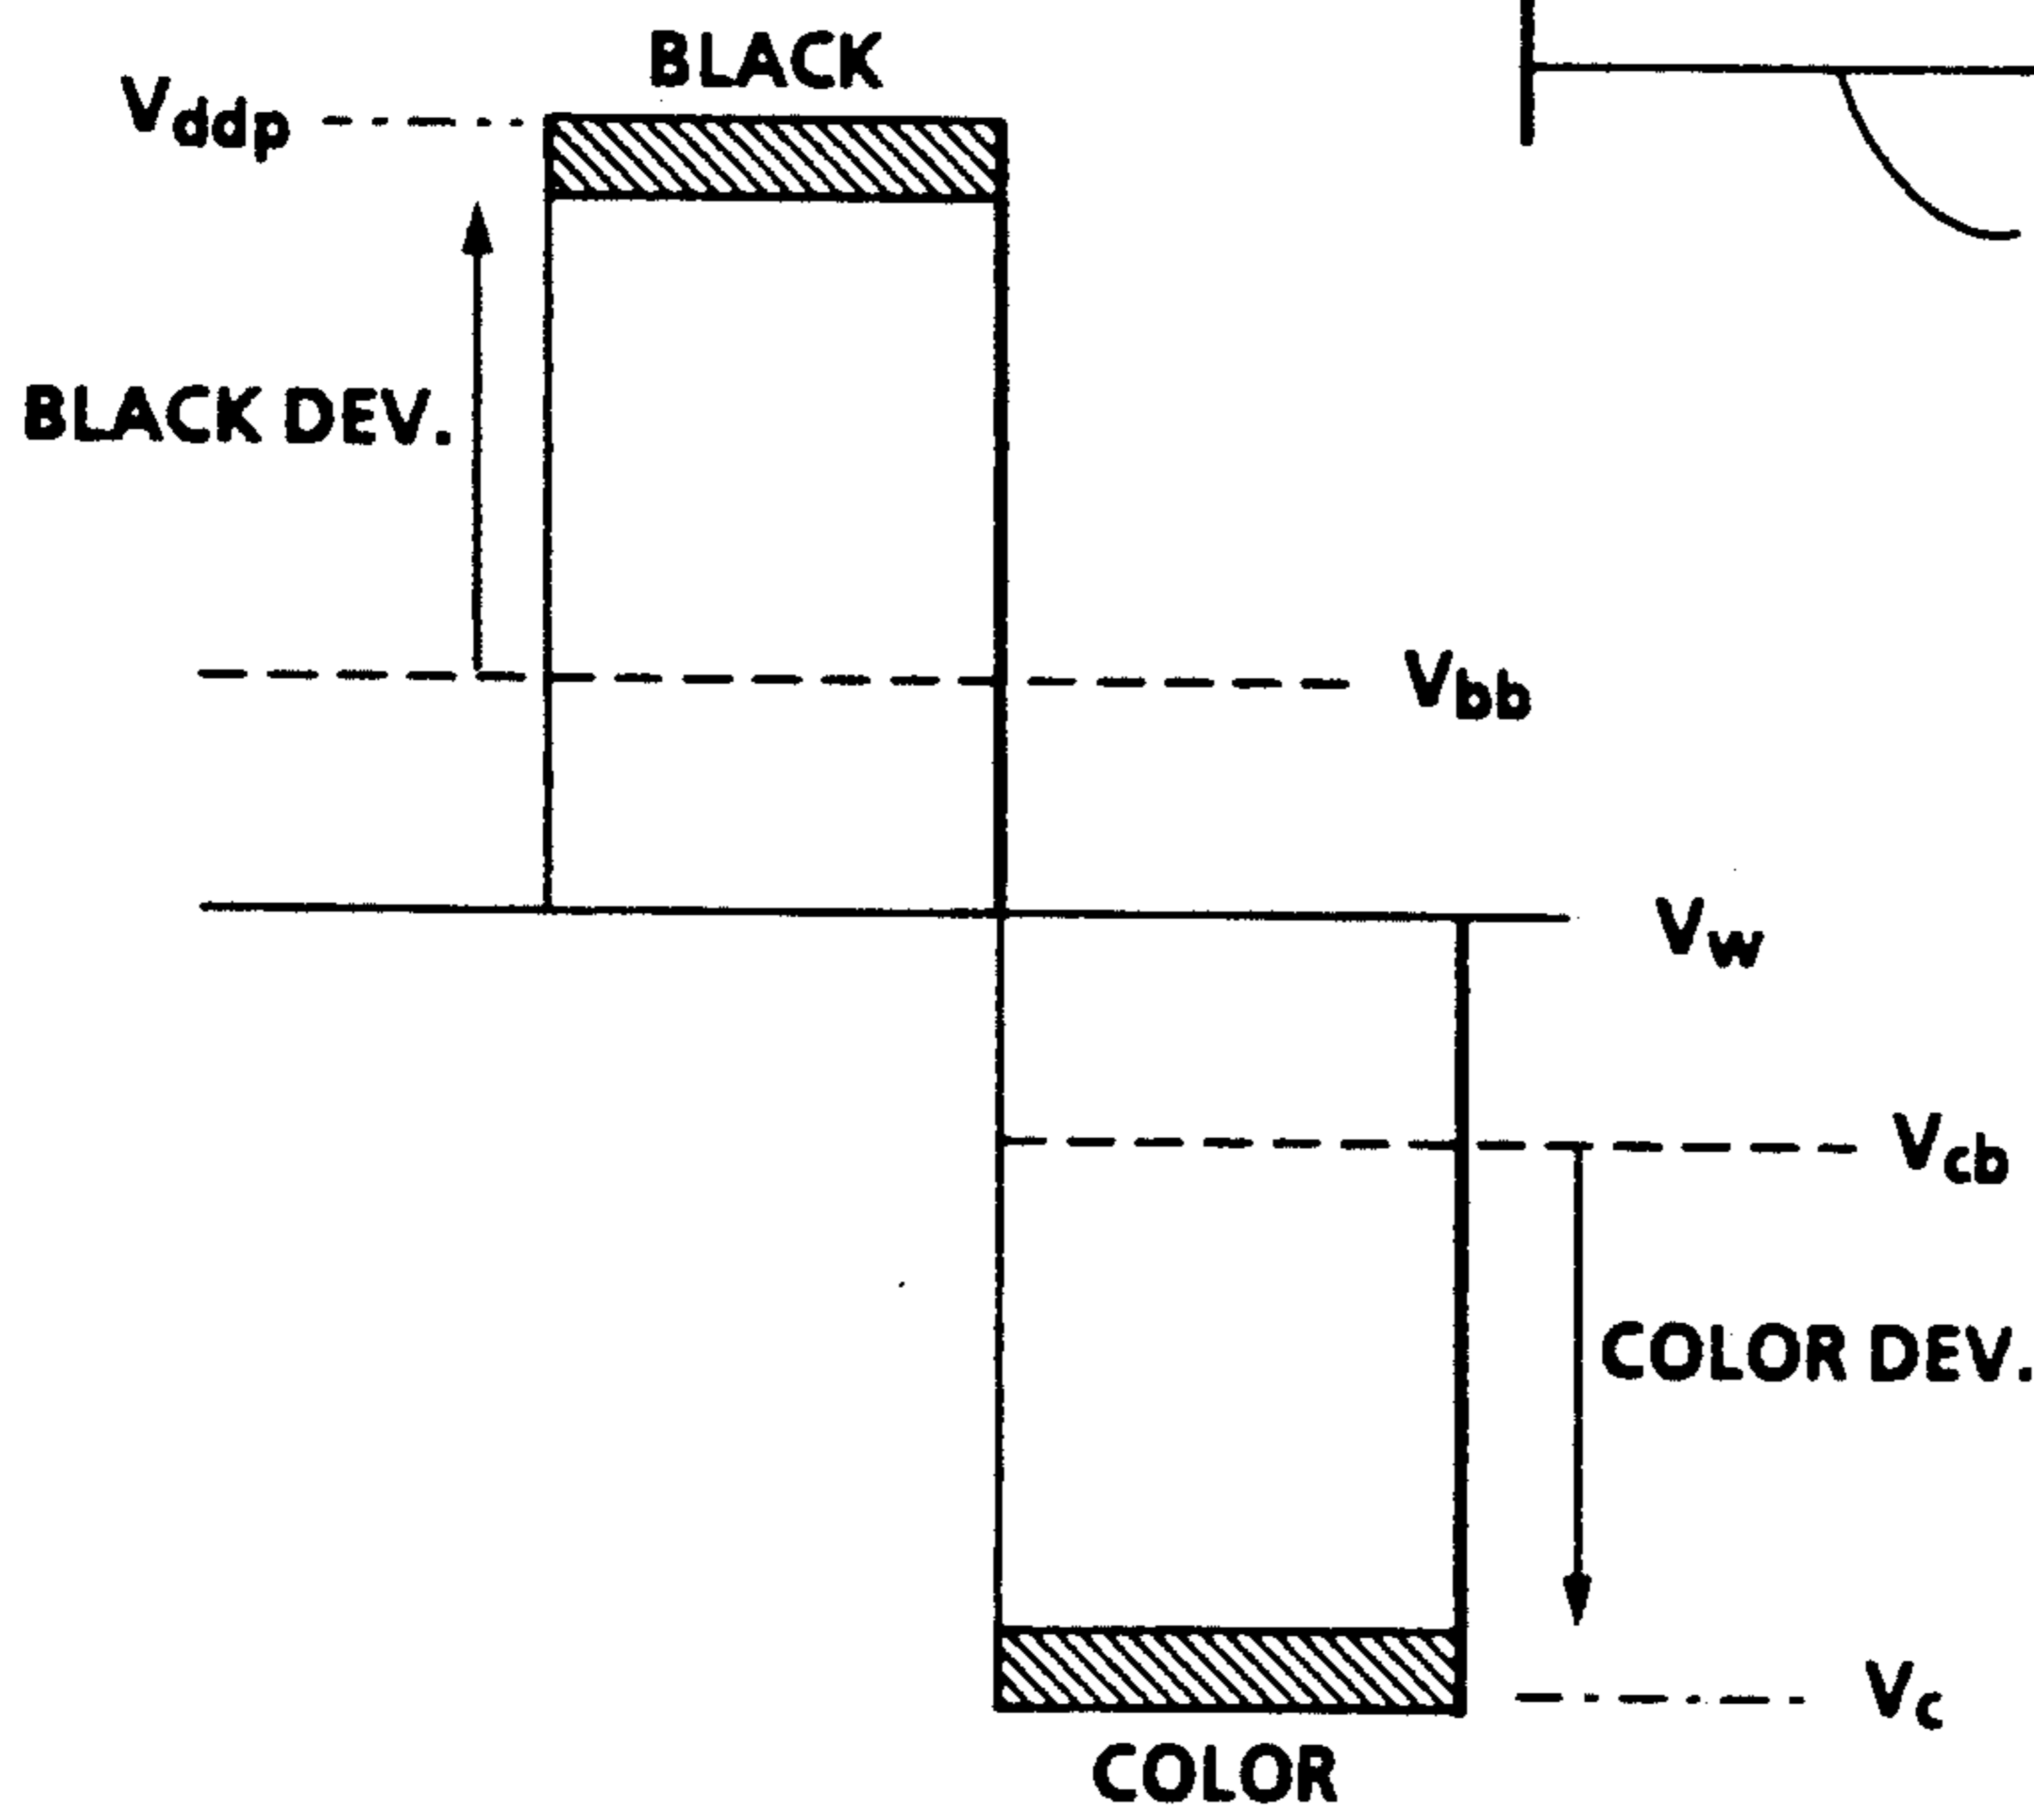 BLACK
Vddp
BLACK DEV.
Vbb
Vw
Vcb
COLOR DEV.
Vc
COLOR